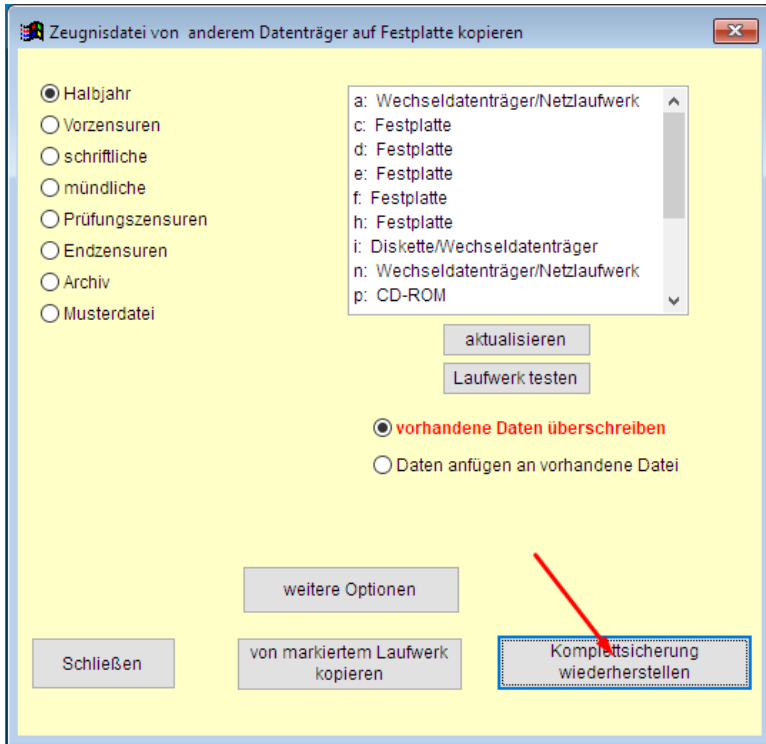 Zeugnisdatei von  anderem Datenträger auf Festplatte kopieren
Halbjahr
Vorzensuren
schriftliche
mündliche
Prüfungszensuren
Endzensuren
Archiv
Musterdatei
a: Wechseldatenträger/Netzlaufwerk
c: Festplatte
d: Festplatte
e: Festplatte
f: Festplatte
h: Festplatte
i: Diskette/Wechseldatenträger
n: Wechseldatenträger/Netzlaufwerk
p: CD-ROM
aktualisieren
Laufwerk testen
vorhandene Daten überschreiben
Daten anfügen an vorhandene Datei
weitere Optionen
Schließen
von markiertem Laufwerk
kopieren
Komplettsicherung
wiederherstellen